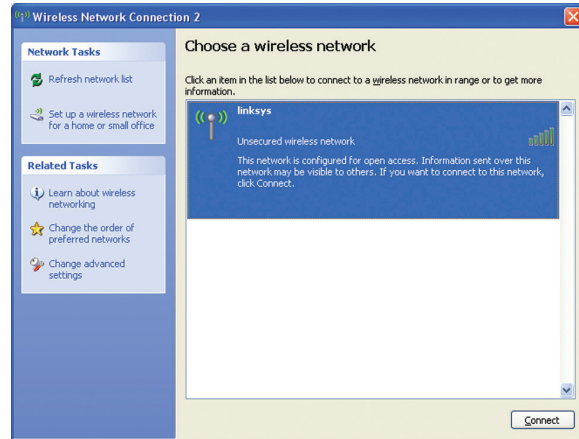 Wireless Network Connection 2
Network Tasks
Refresh network list
Set up a wireless network
for a home or small office
Related Tasks
Learn about wireless
networking
Change the order of
preferred networks
Change advanced
settings
Choose a wireless network
Click an item in the list below to connect to a wireless network in range or to get more
information.
linksys
Unsecured wireless network
This network is configured for open access. Information sent over this
network may be visible to others. If you want to connect to this network,
click Connect.
Connect